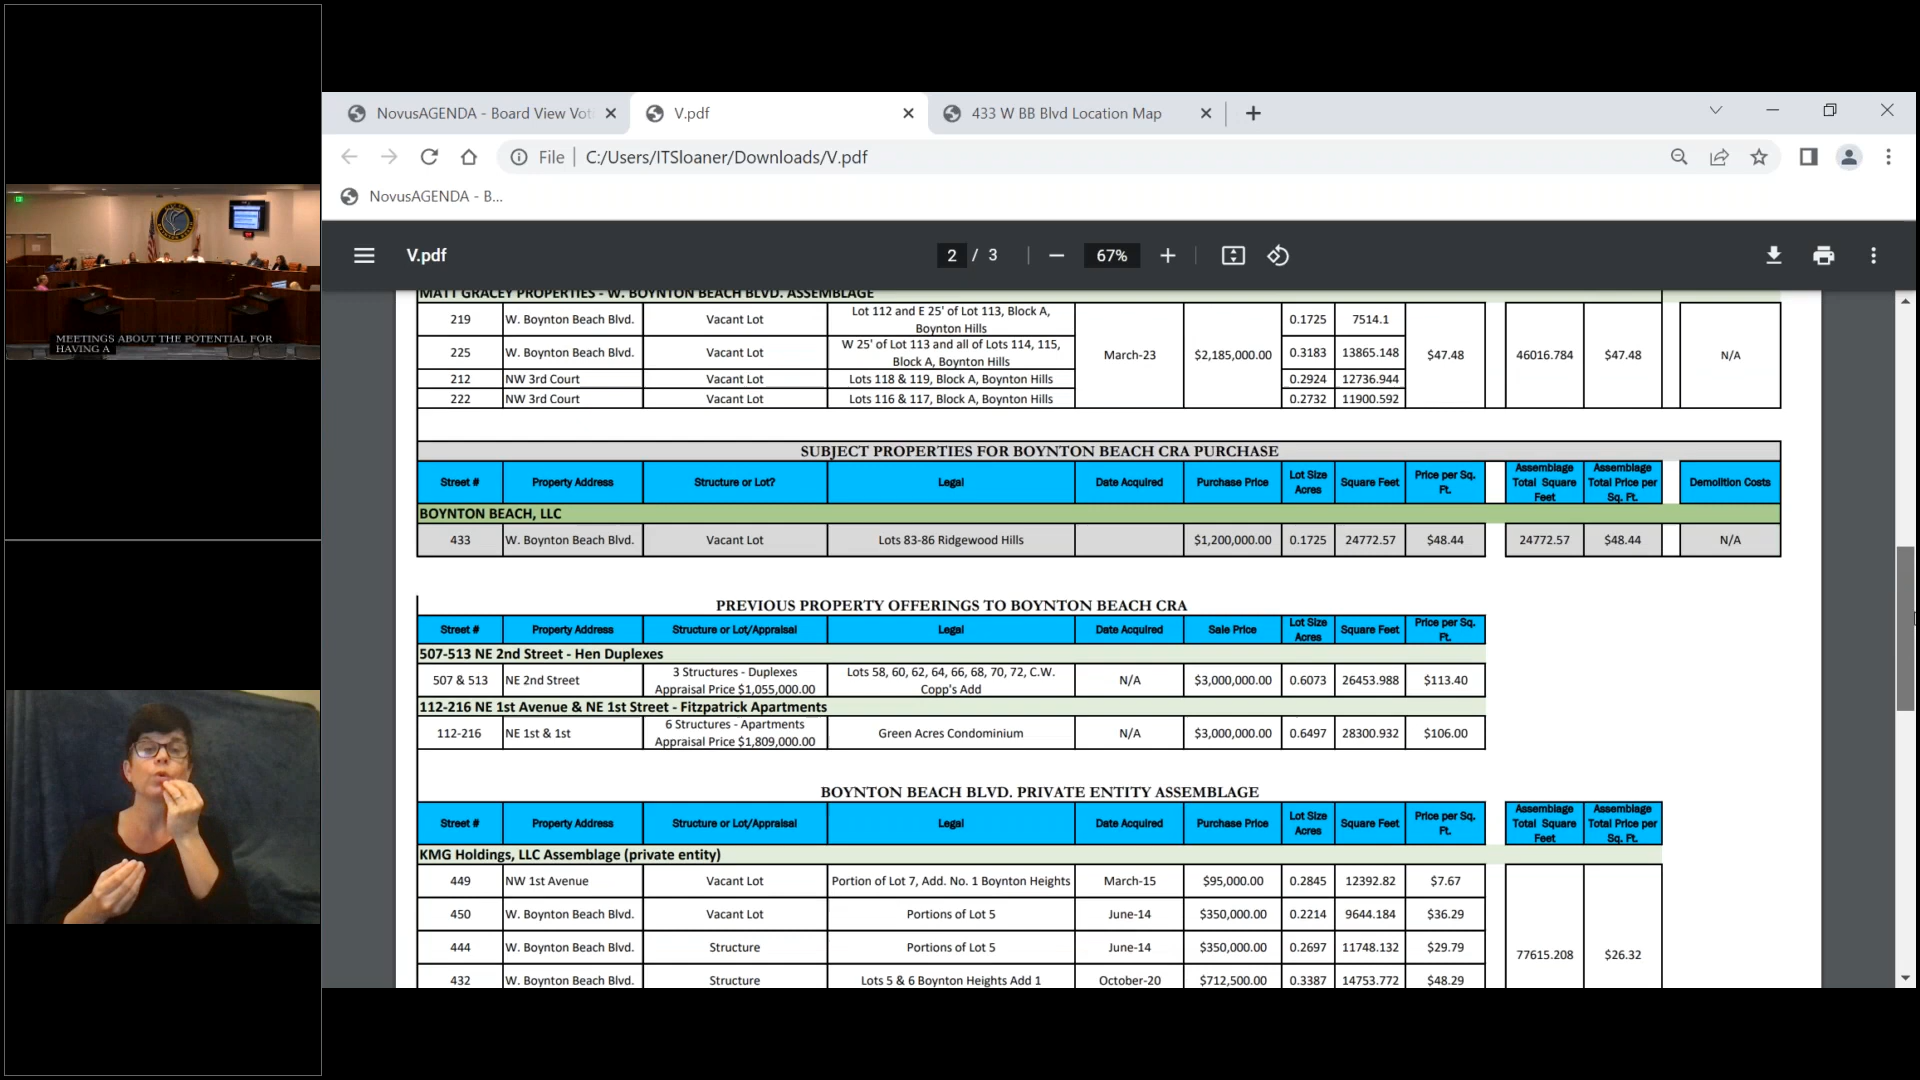 MEETINGS ABOUT THE POTENTIAL FOR
HAVING A
NovusAGENDA - Board View Vot
V.pdf
433 W BB Blvd Location Map
File
C:/Users/ITSloaner/Downloads/V.pdf
NovusAGENDA - B...
V.pdf
2 / 3
67%
MATT GRACEY PROPERTIES - W. BOYNTON BEACH BLVD. ASSEMBLAGE
219 W. Boynton Beach Blvd. Vacant Lot Lot 112 and E 25' of Lot 113, Block A, Boynton Hills 0.1725 7514.1
225 W. Boynton Beach Blvd. Vacant Lot W 25' of Lot 113 and all of Lots 114, 115, Block A, Boynton Hills March-23 $2,185,000.00 0.3183 13865.148 $47.48 46016.784 $47.48 N/A
212 NW 3rd Court Vacant Lot Lots 118 & 119, Block A, Boynton Hills 0.2924 12736.944
222 NW 3rd Court Vacant Lot Lots 116 & 117, Block A, Boynton Hills 0.2732 11900.592
SUBJECT PROPERTIES FOR BOYNTON BEACH CRA PURCHASE
Street # Property Address Structure or Lot? Legal Date Acquired Purchase Price Lot Size Acres Square Feet Price per Sq. Ft. Assemblage Total Square Feet Assemblage Total Price per Sq. Ft. Demolition Costs
BOYNTON BEACH, LLC
433 W. Boynton Beach Blvd. Vacant Lot Lots 83-86 Ridgewood Hills $1,200,000.00 0.1725 24772.57 $48.44 24772.57 $48.44 N/A
PREVIOUS PROPERTY OFFERINGS TO BOYNTON BEACH CRA
Street # Property Address Structure or Lot/Appraisal Legal Date Acquired Sale Price Lot Size Acres Square Feet Price per Sq. Ft.
507-513 NE 2nd Street - Hen Duplexes
507 & 513 NE 2nd Street 3 Structures - Duplexes Appraisal Price $1,055,000.00 Lots 58, 60, 62, 64, 66, 68, 70, 72, C.W. Copp's Add N/A $3,000,000.00 0.6073 26453.988 $113.40
112-216 NE 1st Avenue & NE 1st Street - Fitzpatrick Apartments
112-216 NE 1st & 1st 6 Structures - Apartments Appraisal Price $1,809,000.00 Green Acres Condominium N/A $3,000,000.00 0.6497 28300.932 $106.00
BOYNTON BEACH BLVD. PRIVATE ENTITY ASSEMBLAGE
Street # Property Address Structure or Lot/Appraisal Legal Date Acquired Purchase Price Lot Size Acres Square Feet Price per Sq. Ft. Assemblage Total Square Feet Assemblage Total Price per Sq. Ft.
KMG Holdings, LLC Assemblage (private entity)
449 NW 1st Avenue Vacant Lot Portion of Lot 7, Add. No. 1 Boynton Heights March-15 $95,000.00 0.2845 12392.82 $7.67
450 W. Boynton Beach Blvd. Vacant Lot Portions of Lot 5 June-14 $350,000.00 0.2214 9644.184 $36.29
444 W. Boynton Beach Blvd. Structure Portions of Lot 5 June-14 $350,000.00 0.2697 11748.132 $29.79 77615.208 $26.32
432 W. Boynton Beach Blvd. Structure Lots 5 & 6 Boynton Heights Add 1 October-20 $712,500.00 0.3387 14753.772 $48.29